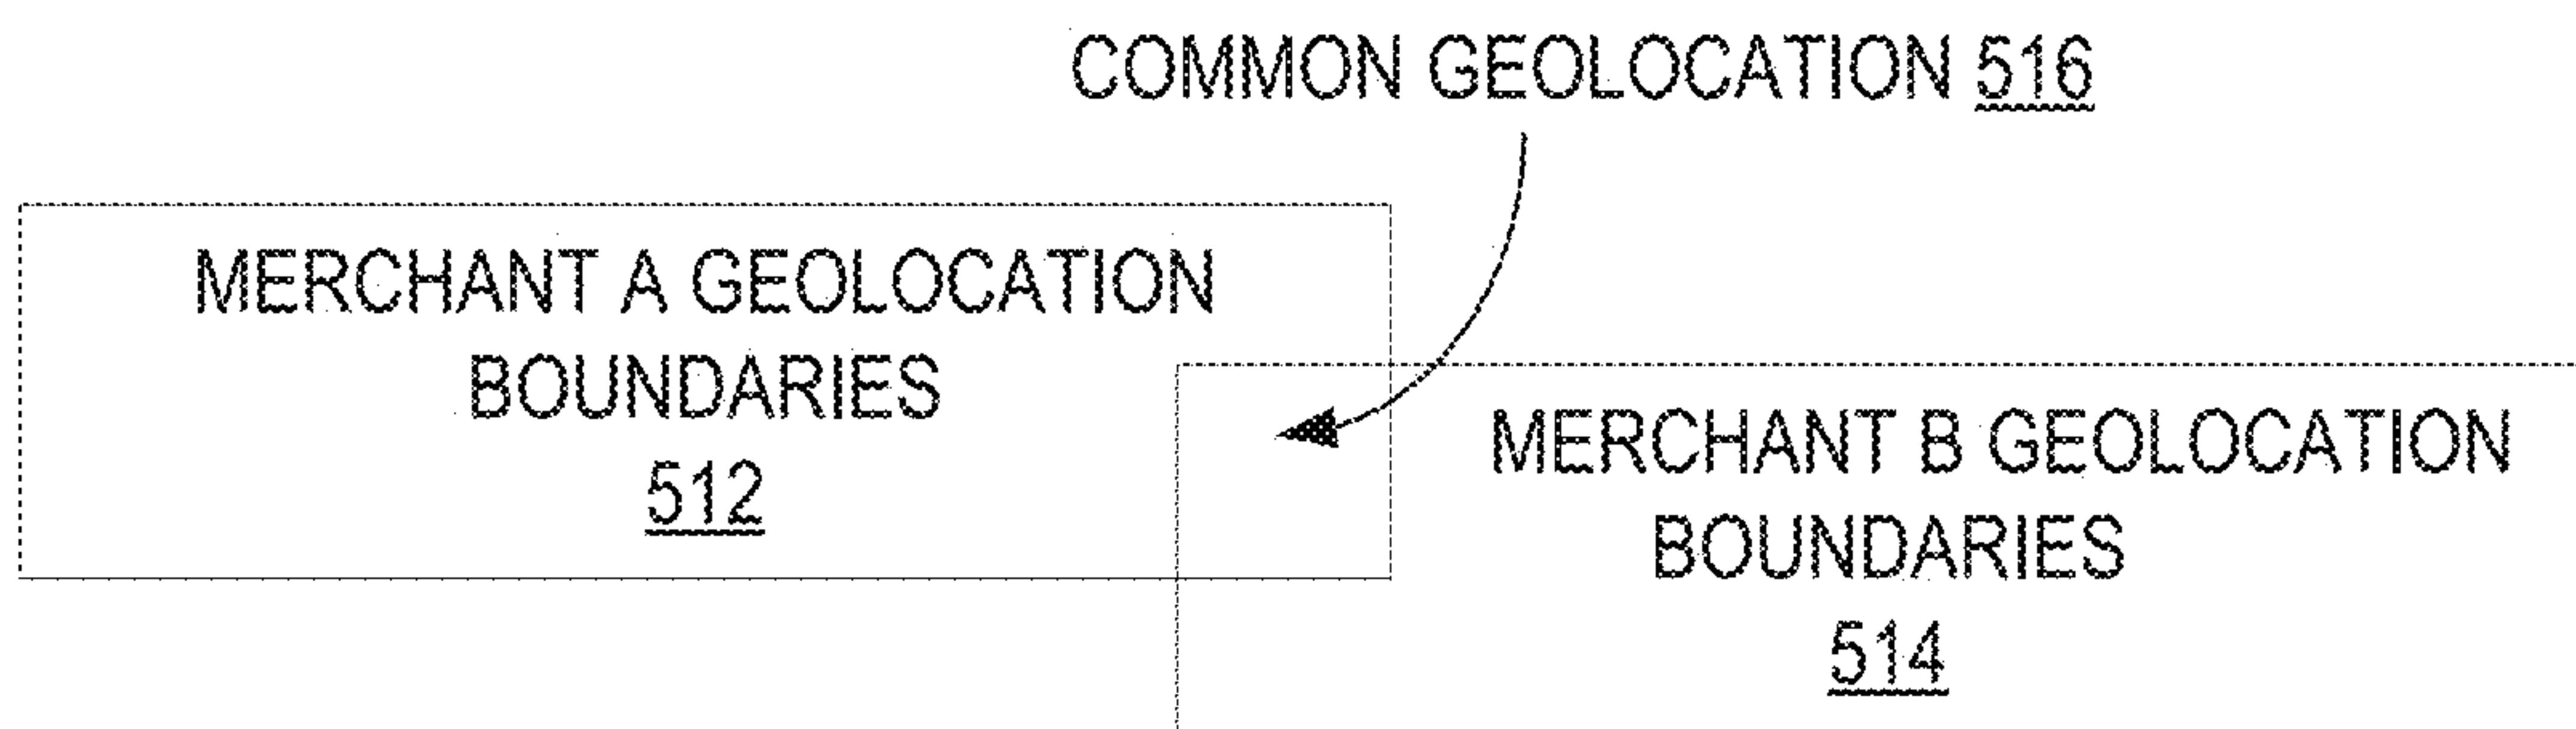 COMMON GEOLOCATION 516
MERCHANT A GEOLOCATION
BOUNDARIES
512
MERCHANT B GEOLOCATION
BOUNDARIES
514